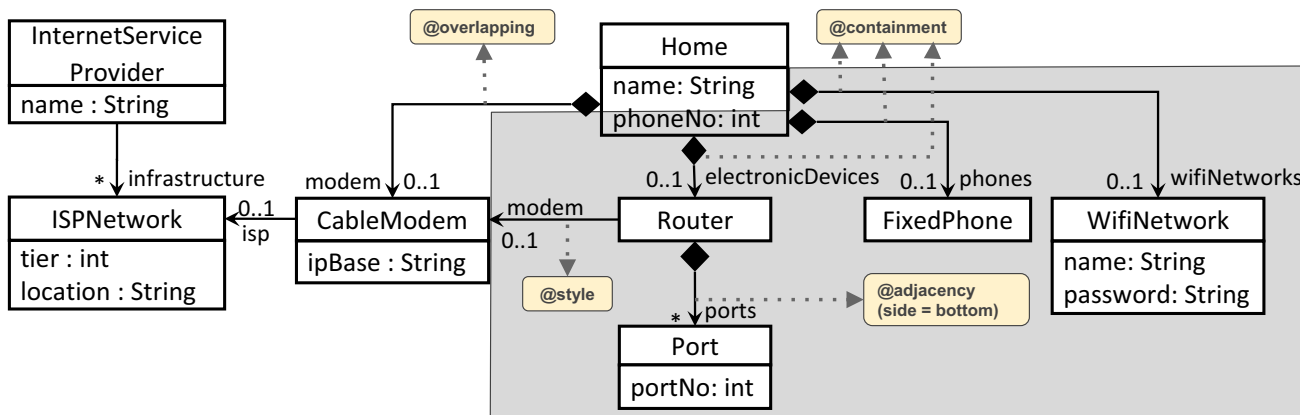 InternetService
Provider
name : String
@overlapping
Home
name: String
phoneNo: int
@containment
* infrastructure
modem 0..1
0..1 electronicDevices
0..1 phones
0..1 wifiNetworks
ISPNetwork
tier : int
location : String
0..1
isp
CableModem
ipBase : String
modem
0..1
Router
FixedPhone
WifiNetwork
name: String
password: String
@style
@adjacency
(side = bottom)
* ports
Port
portNo: int